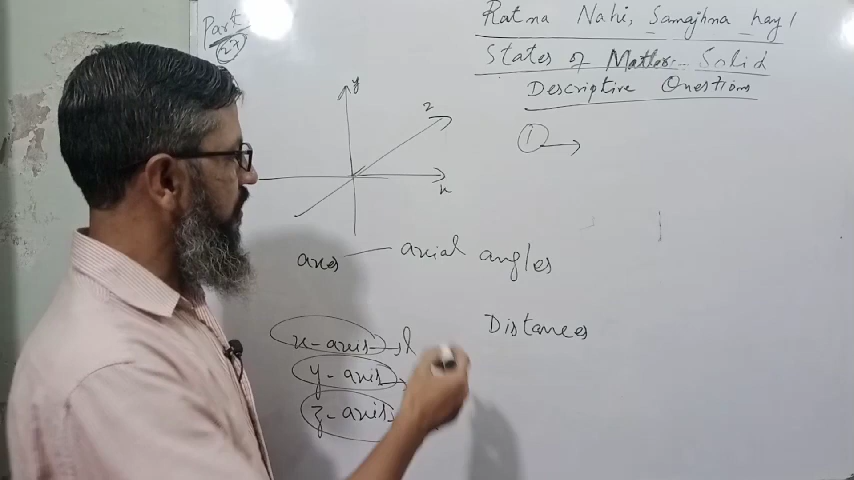 Part
27
Ratna Nahi, Samajhna hay!
States of Matter Solid
Descriptive Questions
①→
y
z
x
axes — axial angles
Distances
x-axis → l
y-axis
z-axis